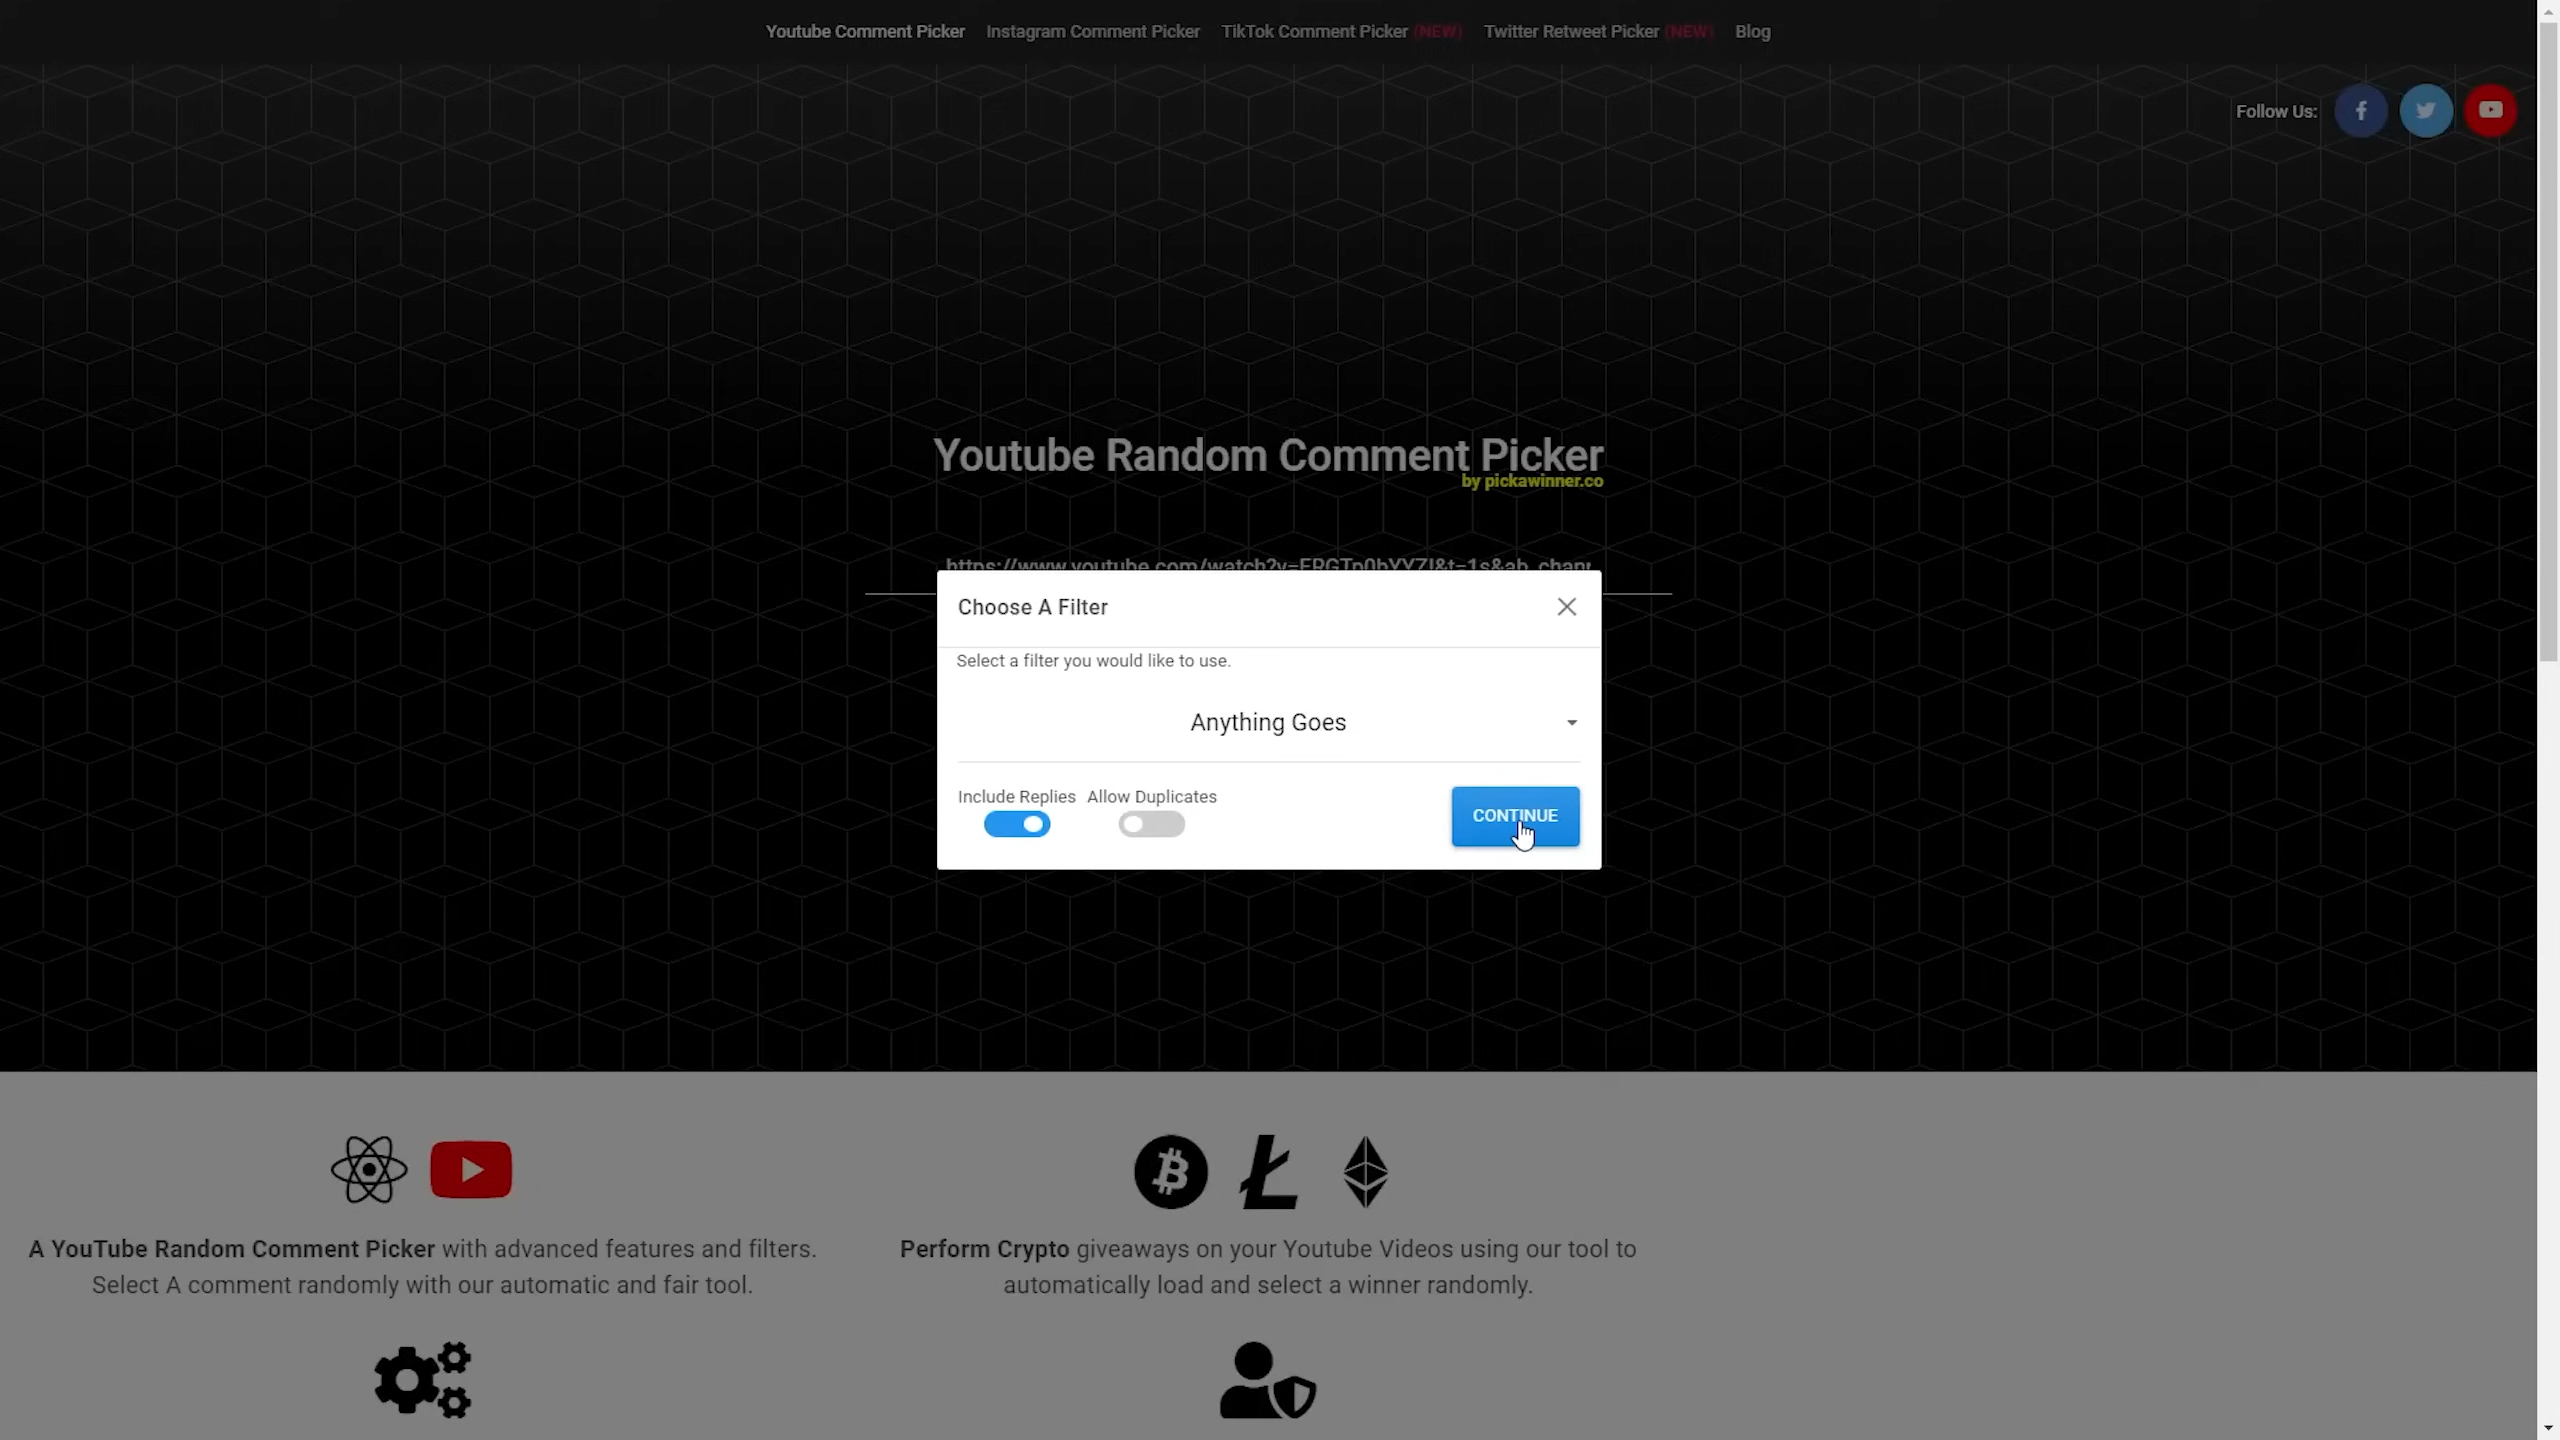 Youtube Comment Picker Instagram Comment Picker TikTok Comment Picker (NEW) Twitter Retweet Picker (NEW) Blog
Follow Us:
Youtube Random Comment Picker
by pickawinner.co
Choose A Filter
Select a filter you would like to use.
Anything Goes
Include Replies Allow Duplicates
CONTINUE
A YouTube Random Comment Picker with advanced features and filters.
Select A comment randomly with our automatic and fair tool.
Perform Crypto giveaways on your Youtube Videos using our tool to
automatically load and select a winner randomly.